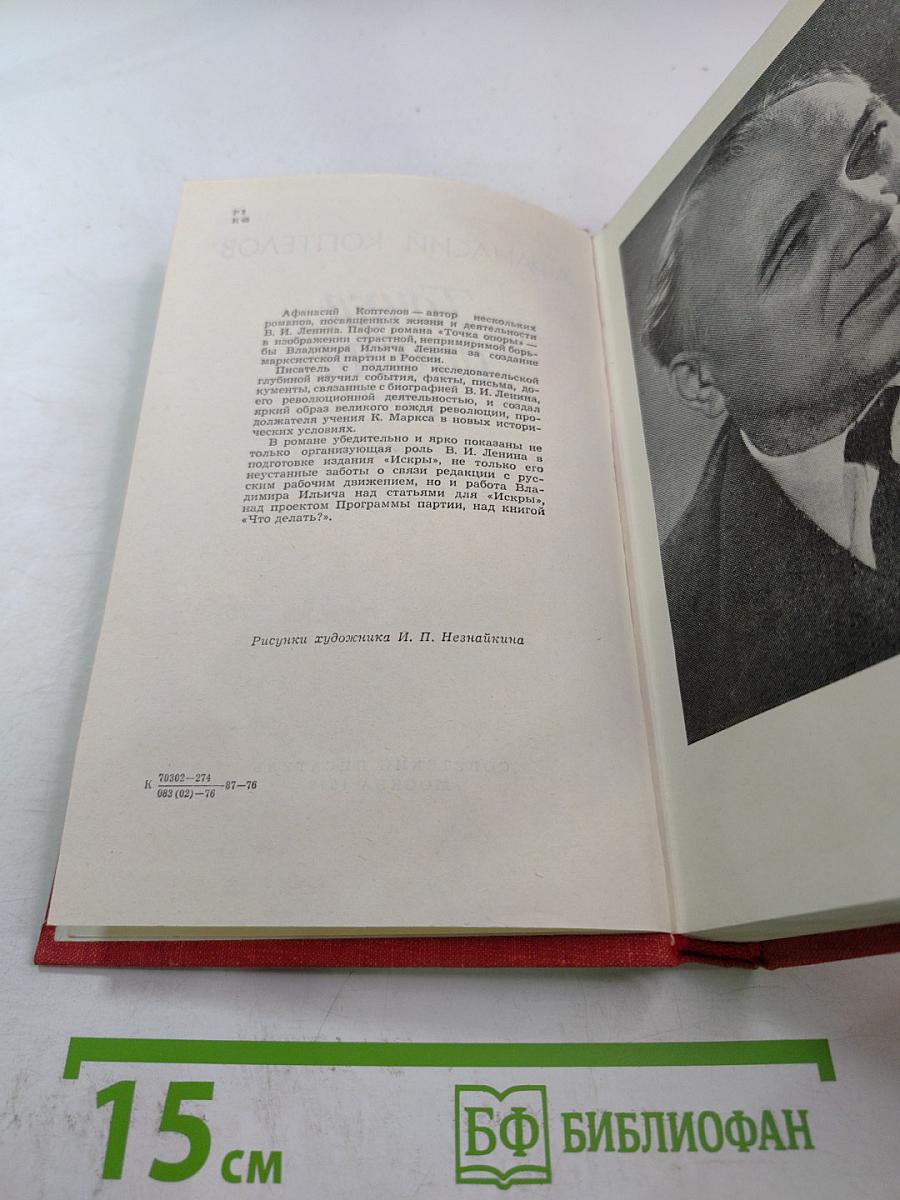 Р1
К 65
Афанасий Коптелов — автор нескольких
романов, посвященных жизни и деятельности
В. И. Ленина. Пафос романа «Точка опоры» —
в изображении страстной, непримиримой борь-
бы Владимира Ильича Ленина за создание
марксистской партии в России.
Писатель с подлинно исследовательской
глубиной научил события, факты, письма, до-
кументы, связанные с биографией В. И. Ленина,
его революционной деятельностью, и создал
яркий образ великого вождя революции, про-
должателя учения К. Маркса в новых истори-
ческих условиях.
В романе убедительно и ярко показаны не
только организующая роль В. И. Ленина в
подготовке издания «Искры», не только его
неустанные заботы о связи редакции с рус-
ским рабочим движением, но и работа Вла-
димира Ильича над статьями для «Искры»,
над проектом Программы партии, над книгой
«Что делать?».
Рисунки художника И. П. Незнайкина
К 70302—274
083(02)—76 87—76
15 см
БФ БИБЛИОФАН